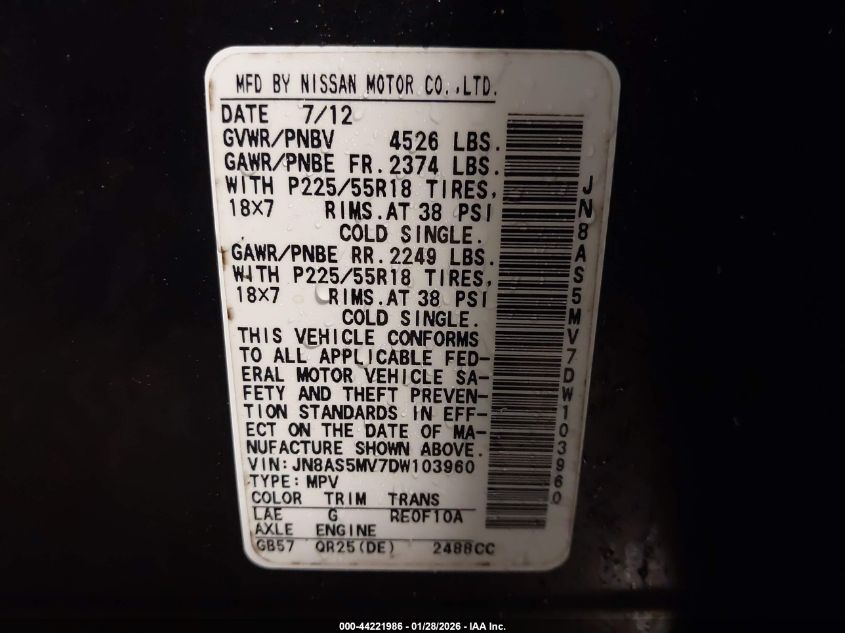 MFD BY NISSAN MOTOR CO.,LTD.
DATE 7/12
GVWR/PNBV 4526 LBS.
GAWR/PNBE FR.2374 LBS.
WITH P225/55R18 TIRES,
18X7 RIMS.AT 38 PSI
COLD SINGLE.
GAWR/PNBE RR.2249 LBS.
WITH P225/55R18 TIRES,
18X7 RIMS.AT 38 PSI
COLD SINGLE.
THIS VEHICLE CONFORMS
TO ALL APPLICABLE FED-
ERAL MOTOR VEHICLE SA-
FETY AND THEFT PREVEN-
TION STANDARDS IN EFF-
ECT ON THE DATE OF MA-
NUFACTURE SHOWN ABOVE.
VIN:JN8AS5MV7DW103960
TYPE:MPV
COLOR TRIM TRANS
LAE G RE0F10A
AXLE ENGINE
GB57 QR25(DE) 2488CC
JN8AS5MV7DW103960
000-44221986 - 01/28/2026 - IAA Inc.